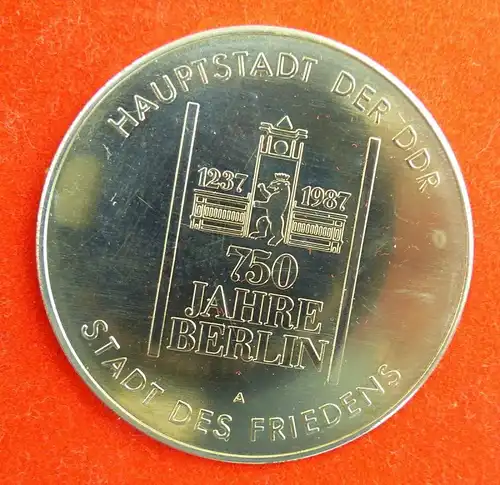 HAUPTSTADT DER DDR
1237 1987
750
JAHRE
BERLIN
A
STADT DES FRIEDENS